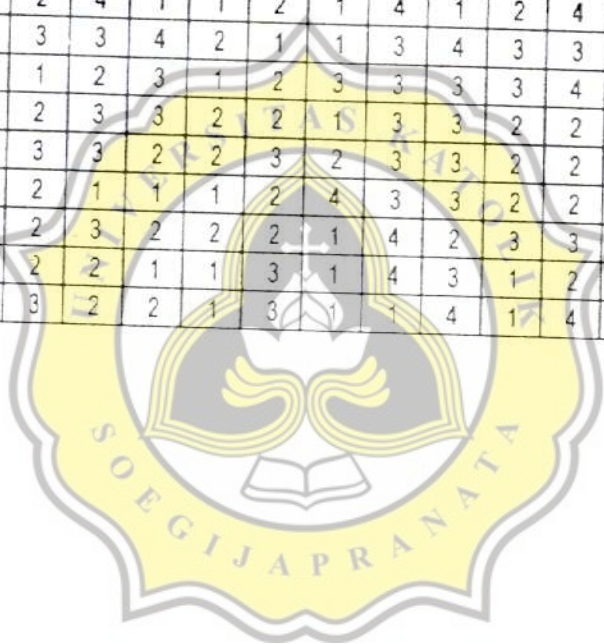 2 4 1 1 2 1 4 1 2 4
3 3 4 2 1 1 3 4 3 3
1 2 3 1 2 3 3 3 3 4
2 3 3 2 2 1 3 3 2 2
3 3 2 2 3 2 3 3 2 2
2 1 1 1 2 4 3 3 2 2
2 3 2 2 2 1 4 2 3 3
2 2 1 1 3 1 4 3 1 2
3 2 2 1 3 1 1 4 1 4
UNIVERSITAS KATOLIK
SOEGIJAPRANATA